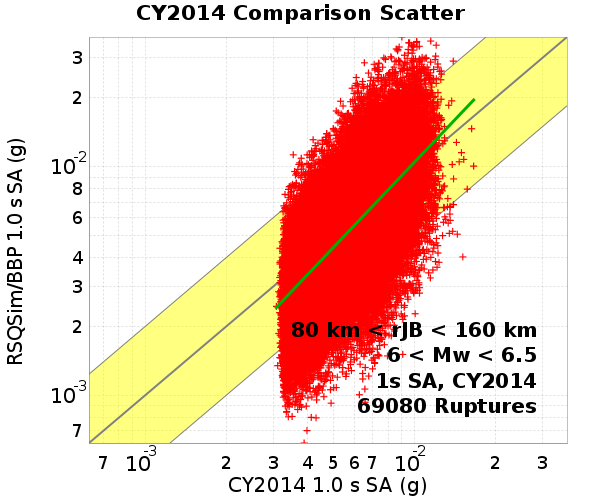 CY2014 Comparison Scatter
RSQSim/BBP 1.0 s SA (g)
3
2
10-2
8
6
4
3
2
10-3
7
80 km < rJB < 160 km
6 < Mw < 6.5
1s SA, CY2014
69080 Ruptures
7 10-3 2 3 4 5 6 7 10-2 2 3
CY2014 1.0 s SA (g)